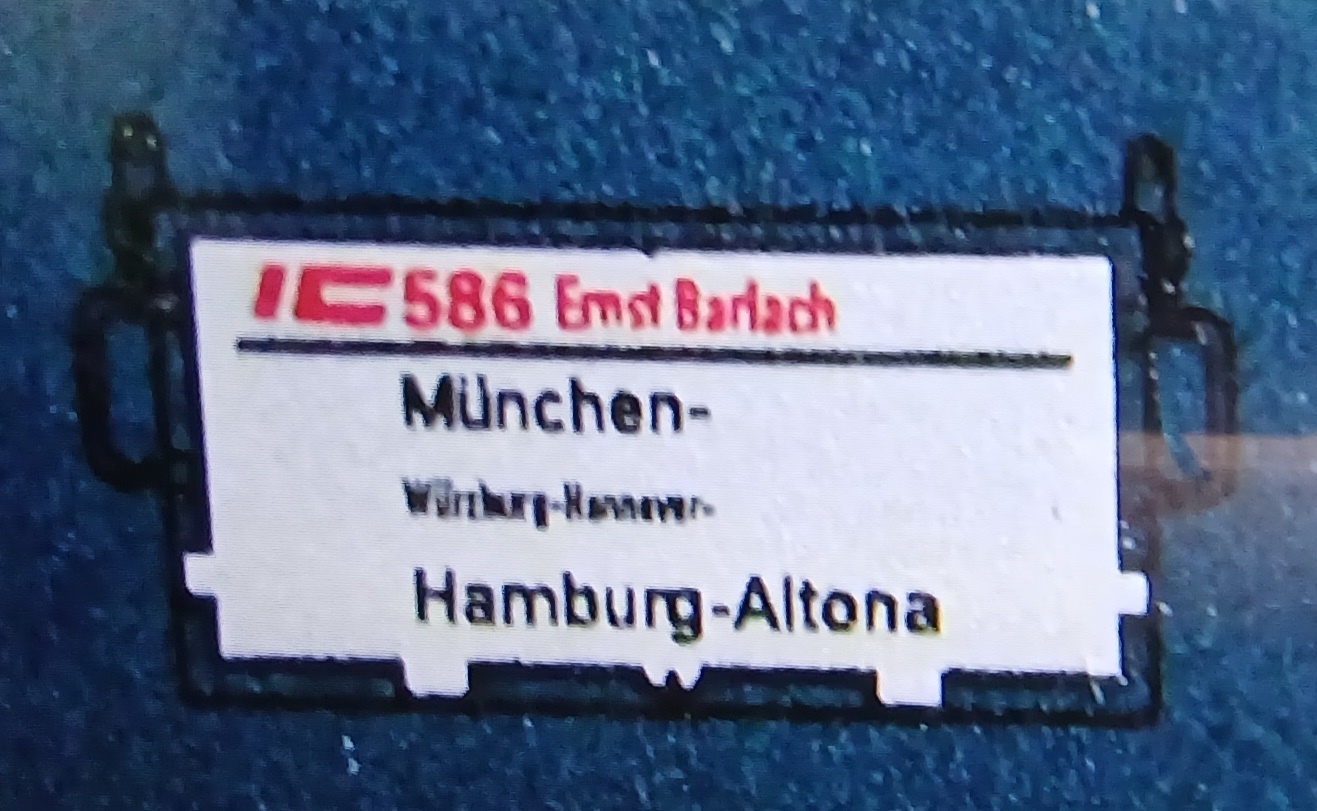 IC 586 Ernst Barlach
München-
Würzburg-Hannover-
Hamburg-Altona